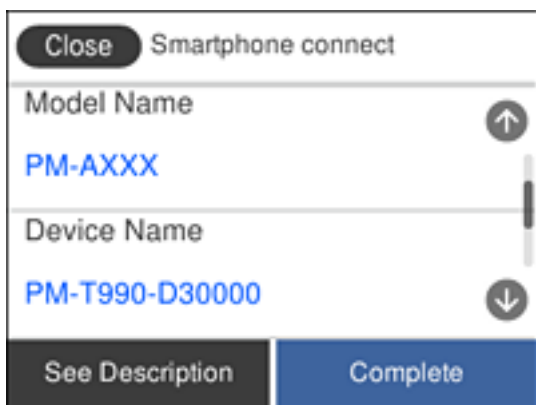 Close Smartphone connect
Model Name
PM-AXXX
Device Name
PM-T990-D30000
See Description Complete